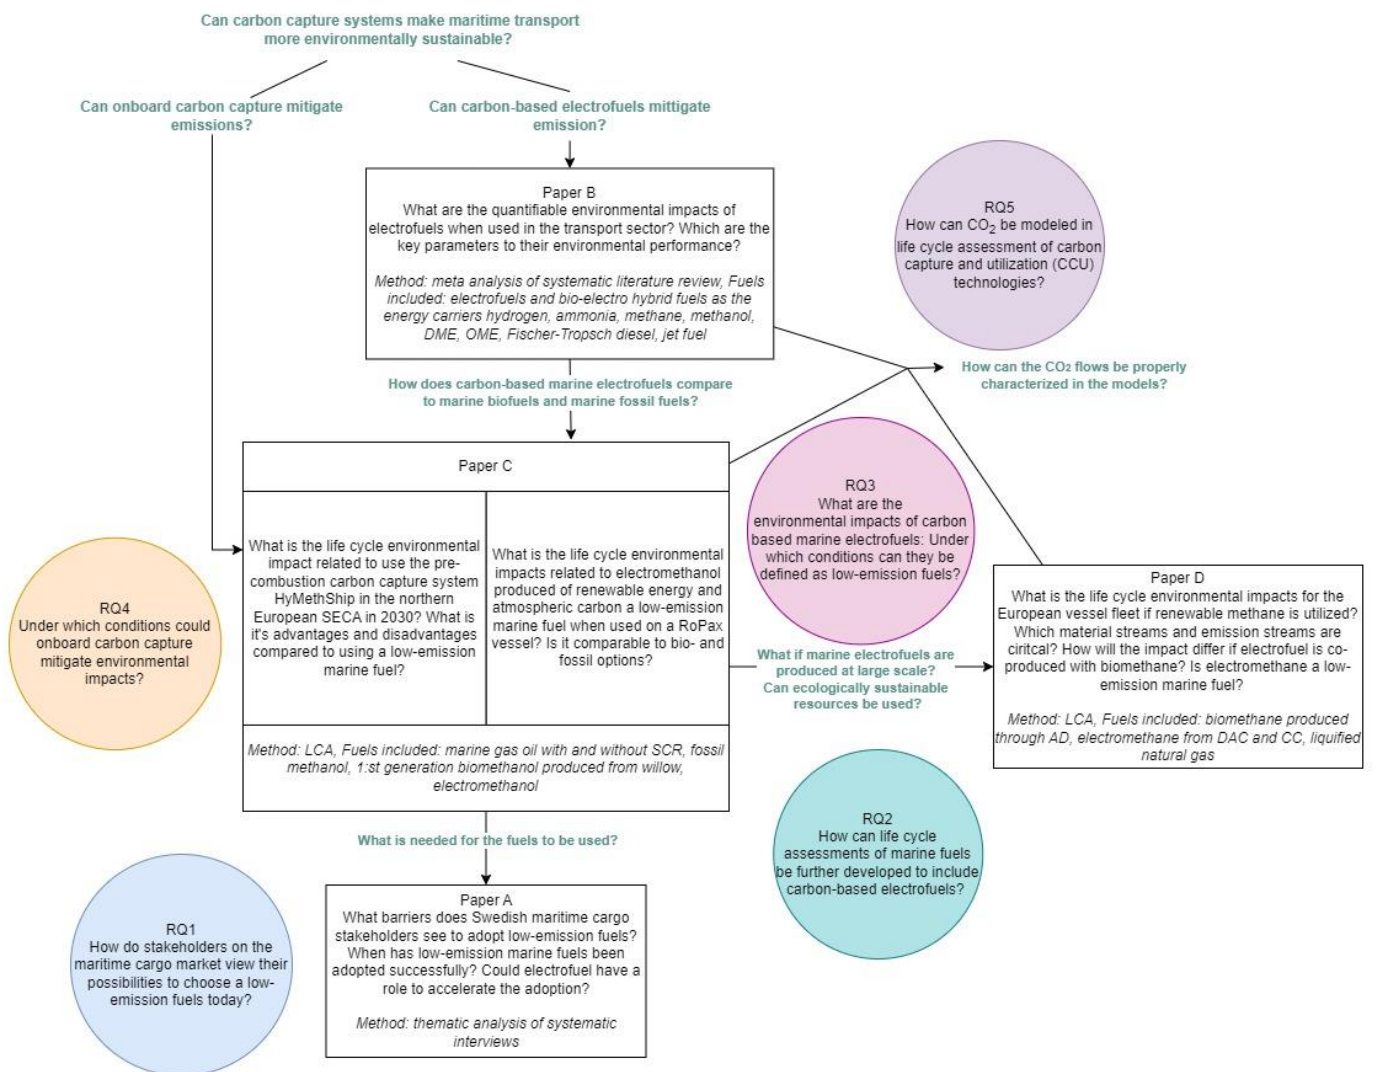 Can carbon capture systems make maritime transport
more environmentally sustainable?
Can onboard carbon capture mitigate
emissions?
Can carbon-based electrofuels mittigate
emission?
Paper B
What are the quantifiable environmental impacts of
electrofuels when used in the transport sector? Which are the
key parameters to their environmental performance?
Method: meta analysis of systematic literature review, Fuels
included: electrofuels and bio-electro hybrid fuels as the
energy carriers hydrogen, ammonia, methane, methanol,
DME, OME, Fischer-Tropsch diesel, jet fuel
RQ5
How can CO2 be modeled in
life cycle assessment of carbon
capture and utilization (CCU)
technologies?
How can the CO2 flows be properly
characterized in the models?
How does carbon-based marine electrofuels compare
to marine biofuels and marine fossil fuels?
Paper C
What is the life cycle environmental
impact related to use the pre-
combustion carbon capture system
HyMethShip in the northern
European SECA in 2030? What is
it's advantages and disadvantages
compared to using a low-emission
marine fuel?
What is the life cycle environmental
impacts related to electromethanol
produced of renewable energy and
atmospheric carbon a low-emission
marine fuel when used on a RoPax
vessel? Is it comparable to bio- and
fossil options?
Method: LCA, Fuels included: marine gas oil with and without SCR, fossil
methanol, 1:st generation biomethanol produced from willow,
electromethanol
RQ3
What are the
environmental impacts of carbon
based marine electrofuels: Under
which conditions can they be
defined as low-emission fuels?
RQ4
Under which conditions could
onboard carbon capture
mitigate environmental
impacts?
What if marine electrofuels are
produced at large scale?
Can ecologically sustainable
resources be used?
Paper D
What is the life cycle environmental impacts for the
European vessel fleet if renewable methane is utilized?
Which material streams and emission streams are
ciritcal? How will the impact differ if electrofuel is co-
produced with biomethane? Is electromethane a low-
emission marine fuel?
Method: LCA, Fuels included: biomethane produced
through AD, electromethane from DAC and CC, liquified
natural gas
What is needed for the fuels to be used?
RQ2
How can life cycle
assessments of marine fuels
be further developed to include
carbon-based electrofuels?
RQ1
How do stakeholders on the
maritime cargo market view their
possibilities to choose a low-
emission fuels today?
Paper A
What barriers does Swedish maritime cargo
stakeholders see to adopt low-emission fuels?
When has low-emission marine fuels been
adopted successfully? Could electrofuel have a
role to accelerate the adoption?
Method: thematic analysis of systematic
interviews